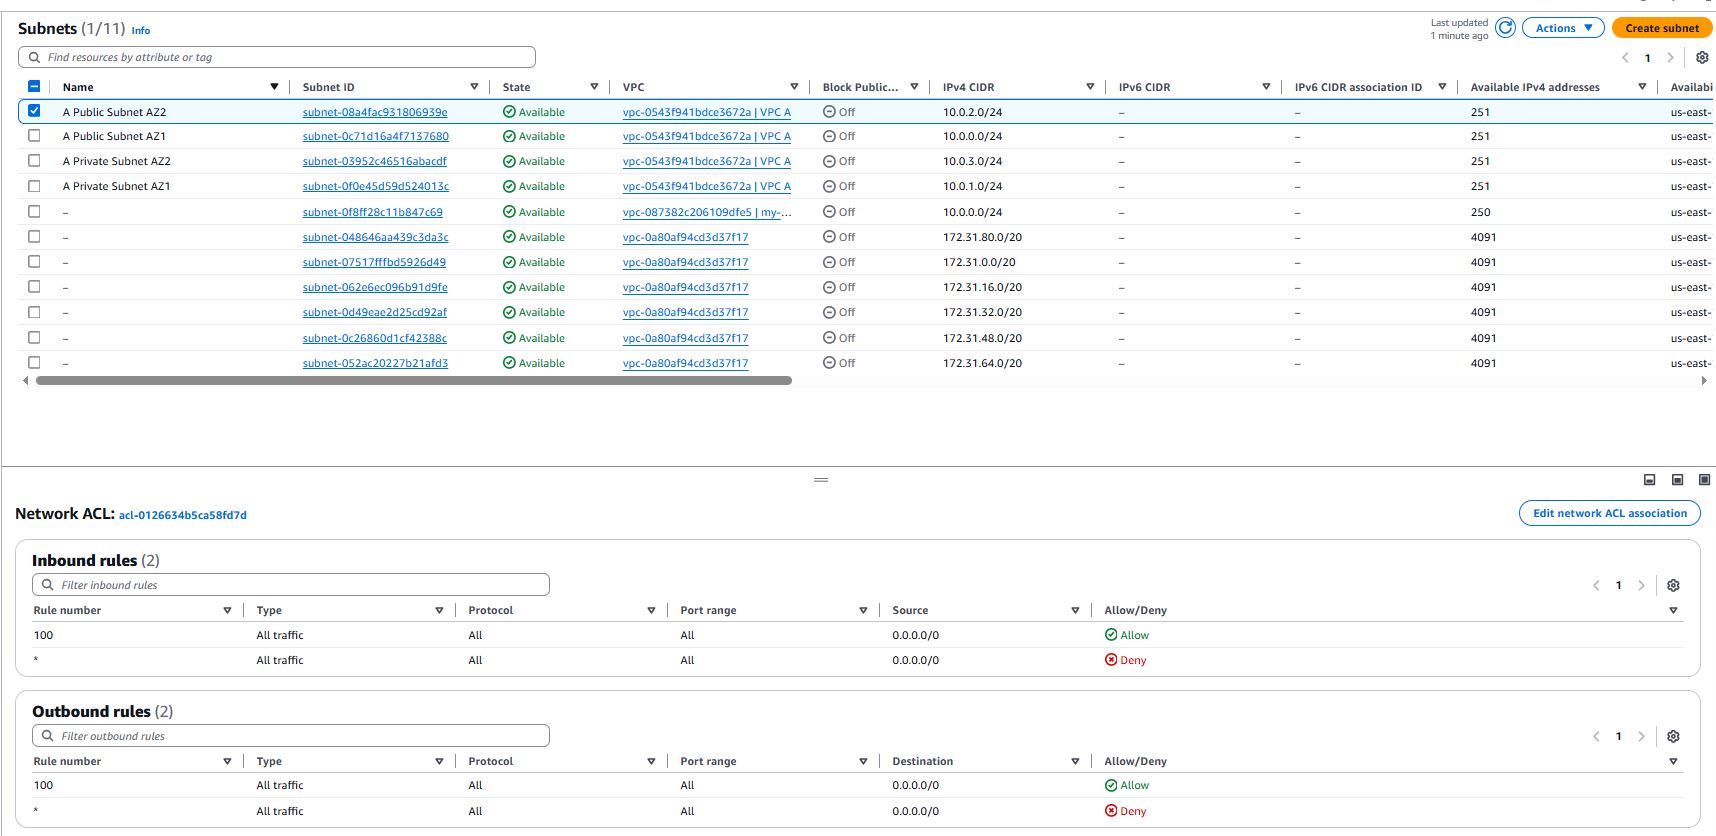 Subnets (1/11) Info
Last updated
1 minute ago
Actions
Create subnet
Find resources by attribute or tag
1
Name Subnet ID State VPC Block Public... IPv4 CIDR IPv6 CIDR IPv6 CIDR association ID Available IPv4 addresses Availabi
A Public Subnet AZ2 subnet-08a4fac931806939e Available vpc-0543f941bdce3672a | VPC A Off 10.0.2.0/24 – – 251 us-east-
A Public Subnet AZ1 subnet-0c71d16a4f7137680 Available vpc-0543f941bdce3672a | VPC A Off 10.0.0.0/24 – – 251 us-east-
A Private Subnet AZ2 subnet-03952c46516abacdf Available vpc-0543f941bdce3672a | VPC A Off 10.0.3.0/24 – – 251 us-east-
A Private Subnet AZ1 subnet-0f0e45d59d524013c Available vpc-0543f941bdce3672a | VPC A Off 10.0.1.0/24 – – 251 us-east-
– subnet-0f8ff28c11b847c69 Available vpc-087382c206109dfe5 | my-... Off 10.0.0.0/24 – – 250 us-east-
– subnet-048646aa439c3da3c Available vpc-0a80af94cd3d37f17 Off 172.31.80.0/20 – – 4091 us-east-
– subnet-07517fffbd5926d49 Available vpc-0a80af94cd3d37f17 Off 172.31.0.0/20 – – 4091 us-east-
– subnet-062e6ec096b91d9fe Available vpc-0a80af94cd3d37f17 Off 172.31.16.0/20 – – 4091 us-east-
– subnet-0d49eae2d25cd92af Available vpc-0a80af94cd3d37f17 Off 172.31.32.0/20 – – 4091 us-east-
– subnet-0c26860d1cf42388c Available vpc-0a80af94cd3d37f17 Off 172.31.48.0/20 – – 4091 us-east-
– subnet-052ac20227b21afd3 Available vpc-0a80af94cd3d37f17 Off 172.31.64.0/20 – – 4091 us-east-
Network ACL: acl-0126634b5ca58fd7d
Edit network ACL association
Inbound rules (2)
Filter inbound rules
1
Rule number Type Protocol Port range Source Allow/Deny
100 All traffic All All 0.0.0.0/0 Allow
* All traffic All All 0.0.0.0/0 Deny
Outbound rules (2)
Filter outbound rules
1
Rule number Type Protocol Port range Destination Allow/Deny
100 All traffic All All 0.0.0.0/0 Allow
* All traffic All All 0.0.0.0/0 Deny